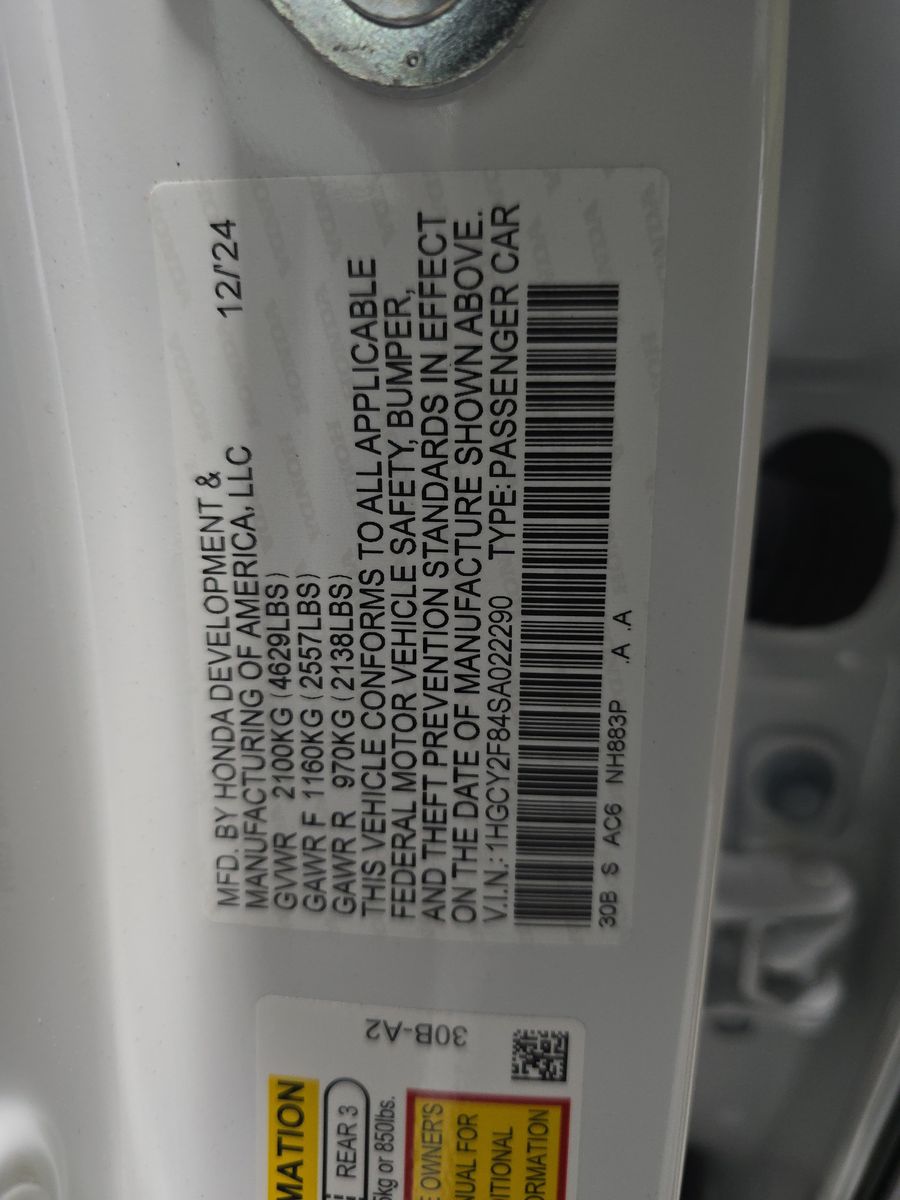 MFD. BY HONDA DEVELOPMENT &
MANUFACTURING OF AMERICA, LLC 12/'24
GVWR 2100KG (4629LBS)
GAWR F 1160KG (2557LBS)
GAWR R 970KG (2138LBS)
THIS VEHICLE CONFORMS TO ALL APPLICABLE
FEDERAL MOTOR VEHICLE SAFETY, BUMPER,
AND THEFT PREVENTION STANDARDS IN EFFECT
ON THE DATE OF MANUFACTURE SHOWN ABOVE.
V.I.N.: 1HGCY2F84SA022290 TYPE: PASSENGER CAR
30B S AC6 NH883P .A .A
30B-A2
MATION
REAR 3
kg or 850lbs.
OWNER'S
UAL FOR
ITIONAL
ORMATION